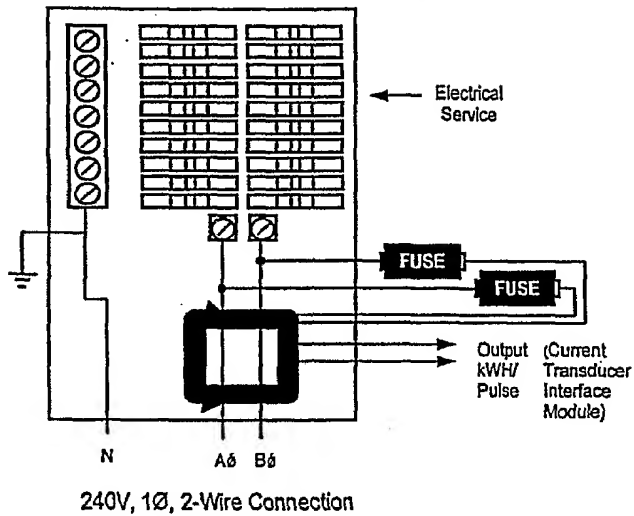 Electrical
Service
FUSE
FUSE
Output (Current
kWH/ Transducer
Pulse Interface
Module)
N
Aø
Bø
240V, 1Ø, 2-Wire Connection